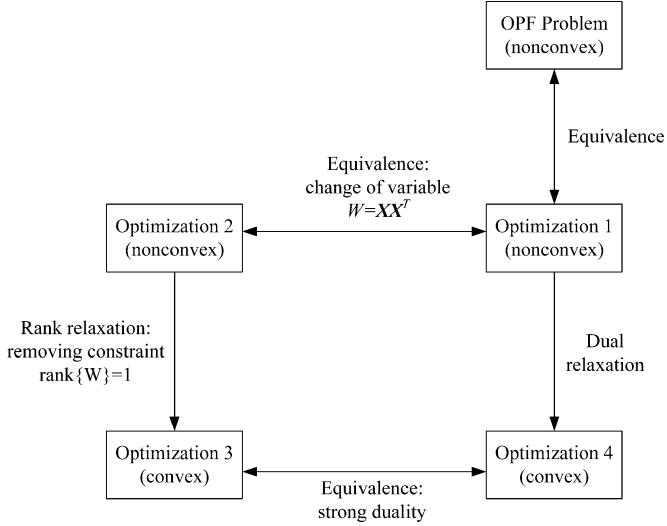 OPF Problem
(nonconvex)
Equivalence
Equivalence:
change of variable
W=XXᵀ
Optimization 2
(nonconvex)
Optimization 1
(nonconvex)
Rank relaxation:
removing constraint
rank{W}=1
Dual
relaxation
Optimization 3
(convex)
Optimization 4
(convex)
Equivalence:
strong duality